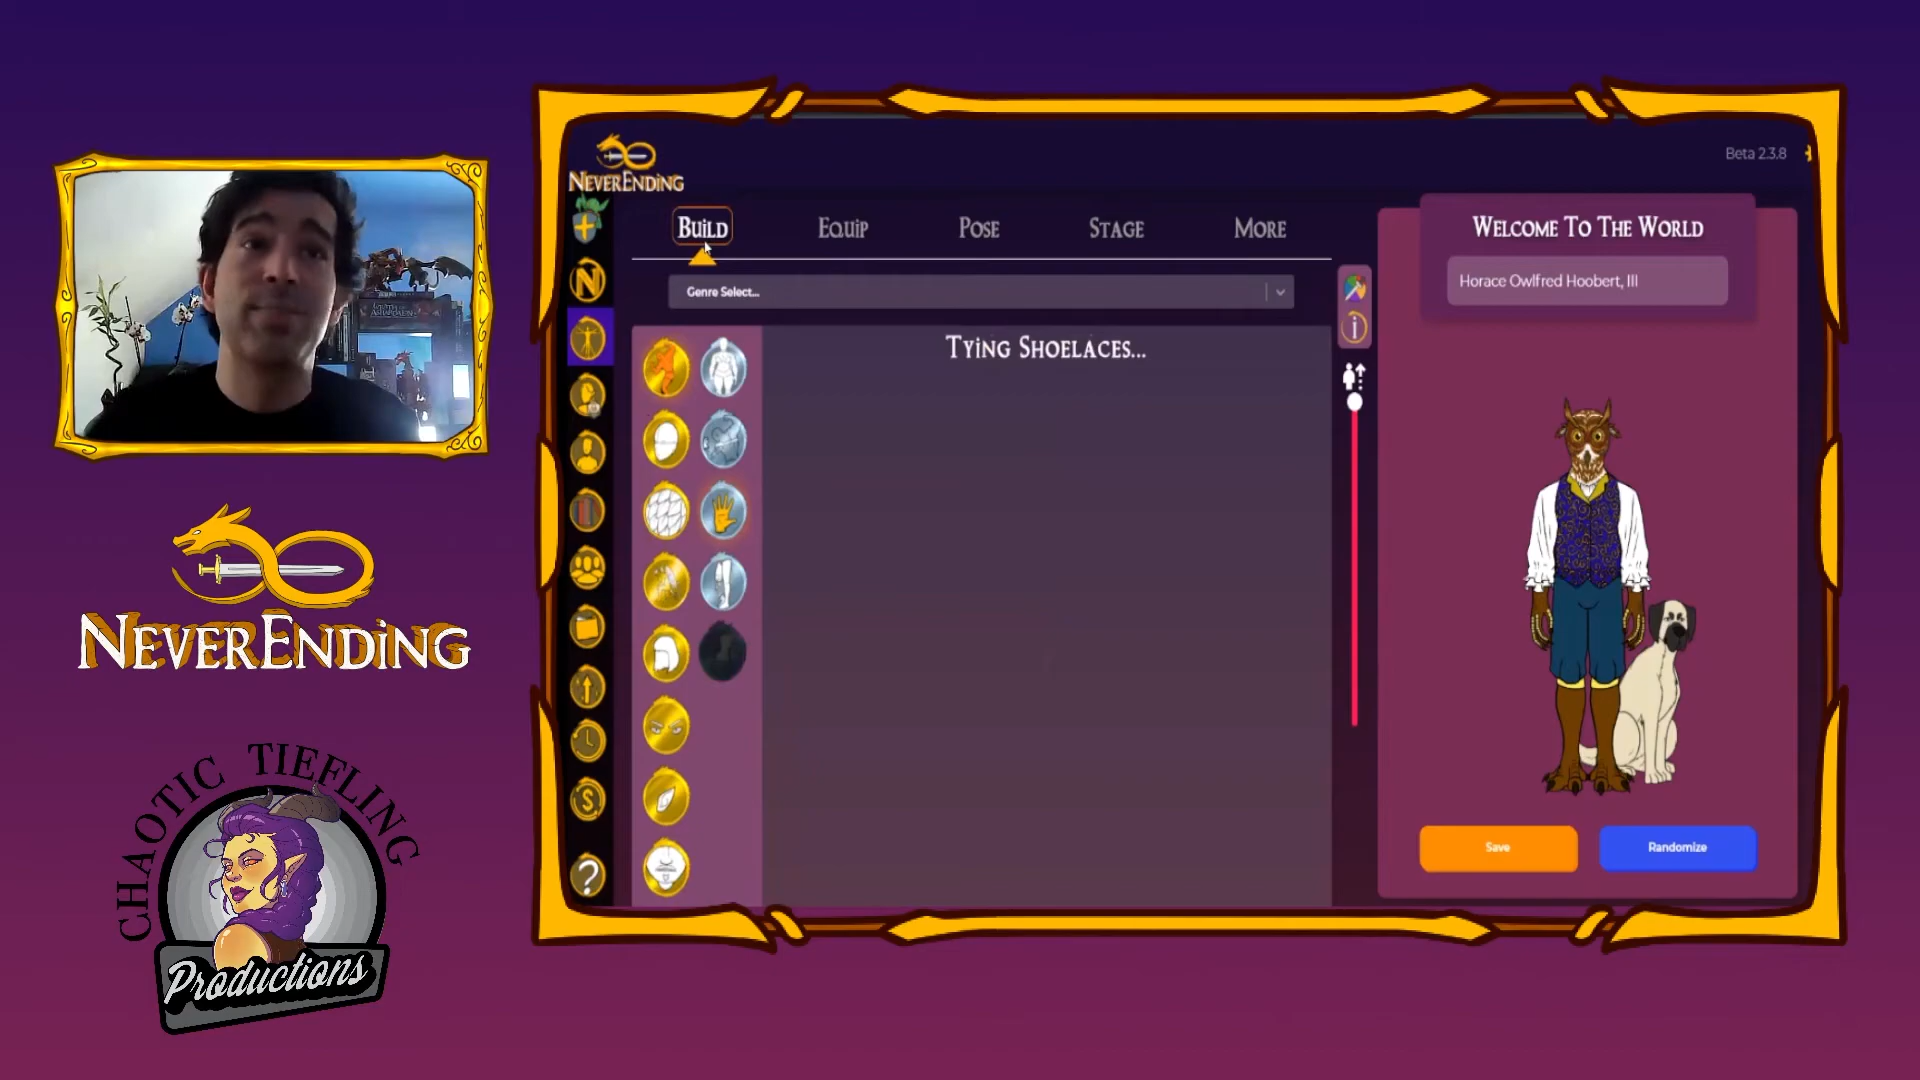 NEVERENDING
Beta 2.3.8
BUILD
EQUIP
POSE
STAGE
MORE
WELCOME TO THE WORLD
Horace Owlfred Hoobert, III
Genre Select...
TYING SHOELACES...
Save
Randomize
NEVERENDING
CHAOTIC TIEFLING
Productions